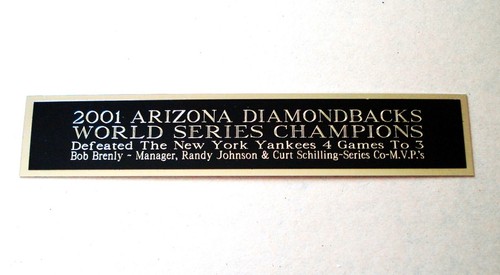 2001 ARIZONA DIAMONDBACKS
WORLD SERIES CHAMPIONS
Defeated The New York Yankees 4 Games To 3
Bob Brenly - Manager, Randy Johnson & Curt Schilling-Series Co-M.V.P.'s